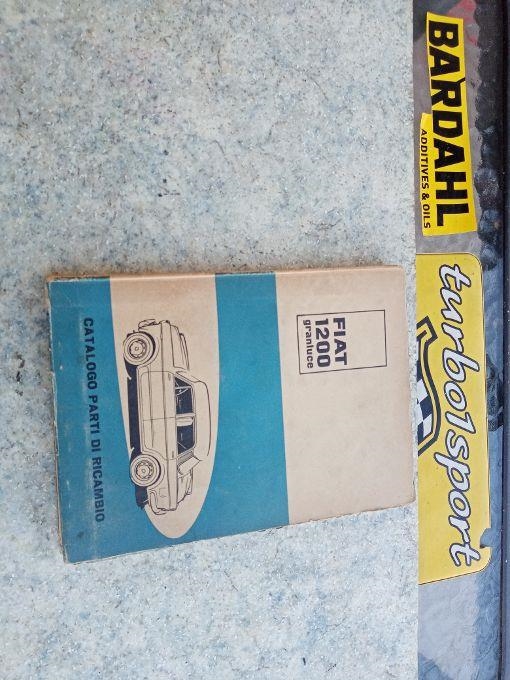 BARDAHL
ADDITIVES & OILS
turbo1sport
FIAT
1200
granluce
CATALOGO PARTI DI RICAMBIO